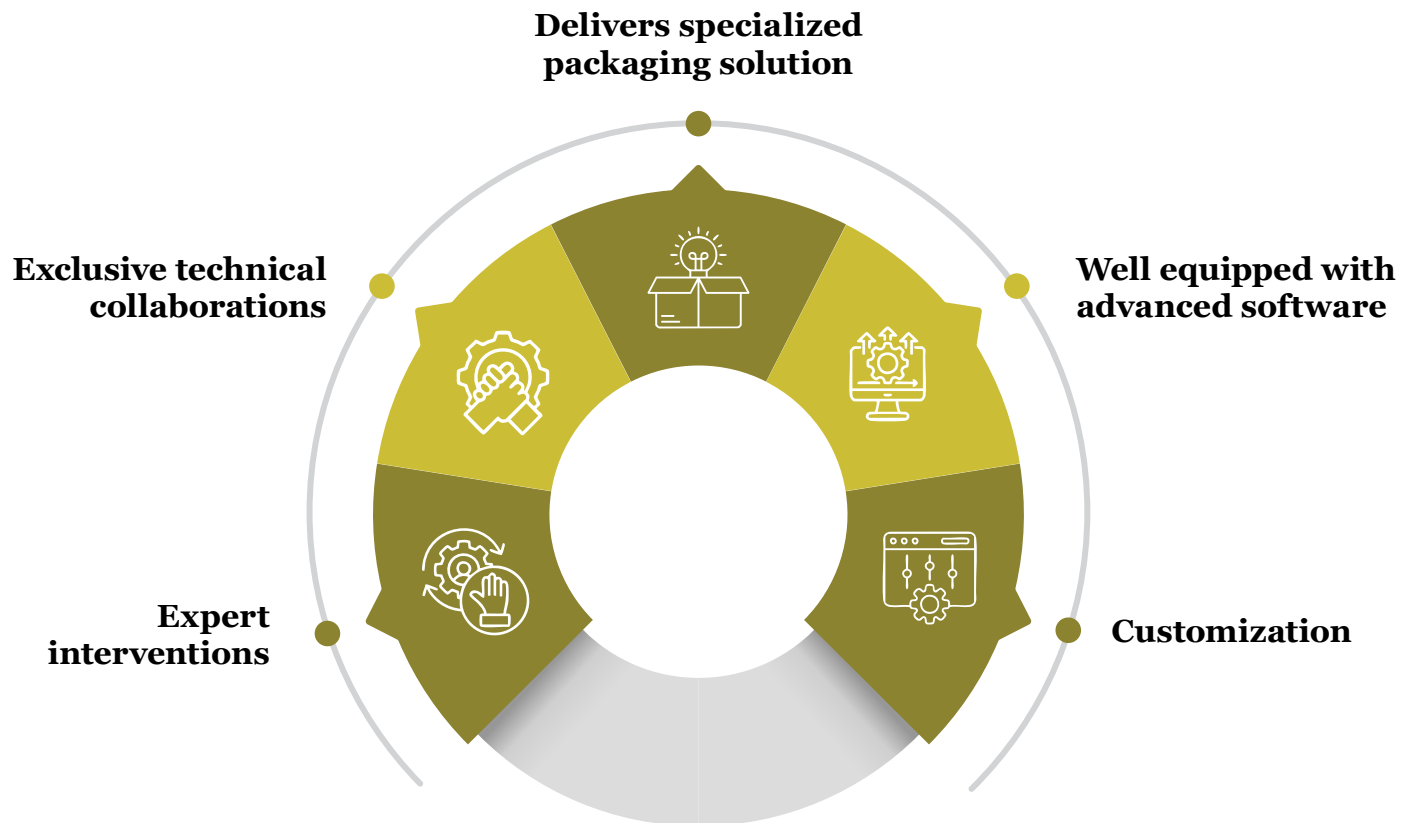 Delivers specialized
packaging solution
Exclusive technical
collaborations
Well equipped with
advanced software
Expert
interventions
Customization